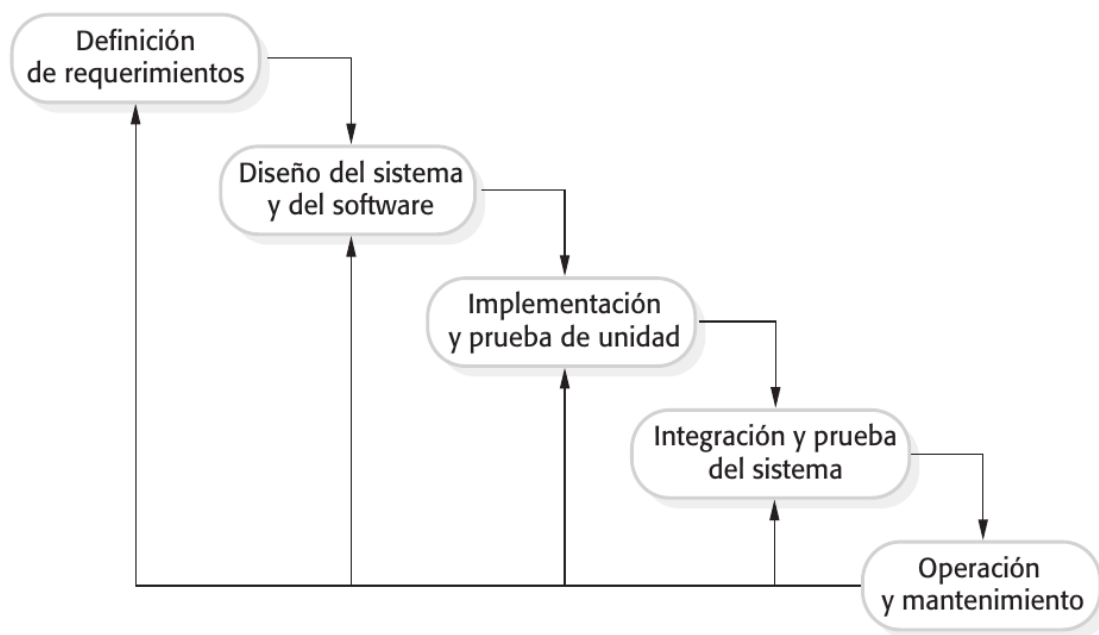 Definición
de requerimientos
Diseño del sistema
y del software
Implementación
y prueba de unidad
Integración y prueba
del sistema
Operación
y mantenimiento